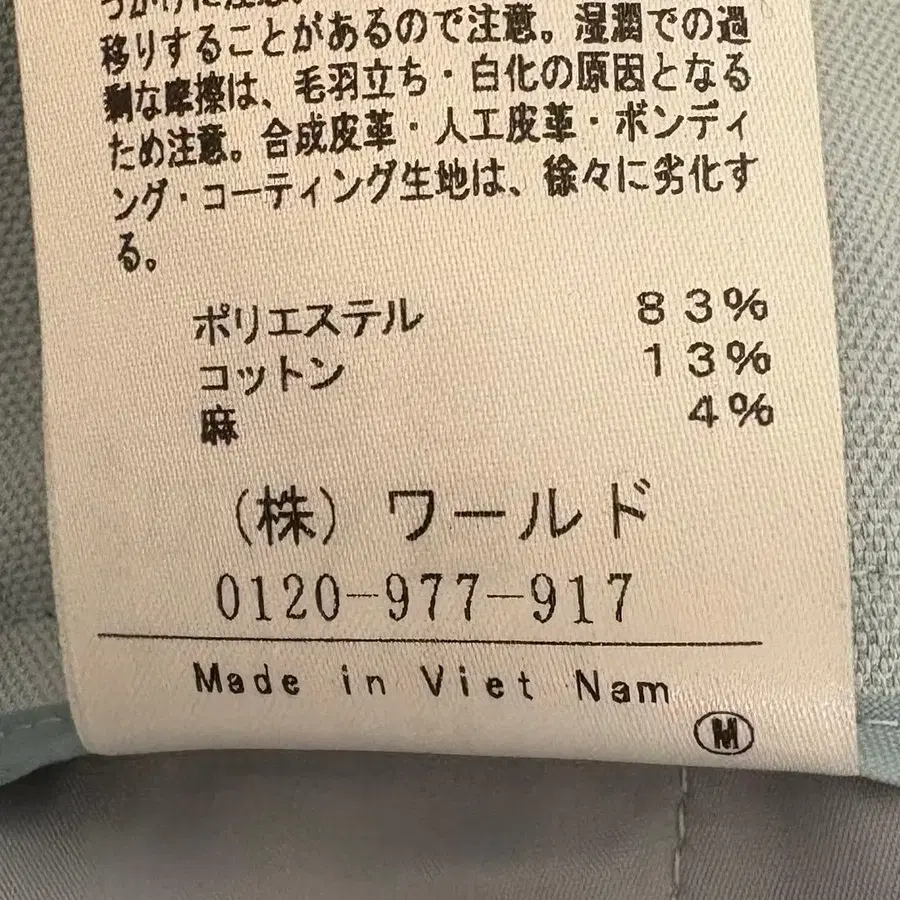 移りすることがあるので注意。湿潤での過
剰な摩擦は、毛羽立ち・白化の原因となる
ため注意。合成皮革・人工皮革・ボンディ
ング・コーティング生地は、徐々に劣化す
る。
ポリエステル 83%
コットン 13%
麻 4%
(株) ワールド
0120-977-917
Made in Viet Nam
M